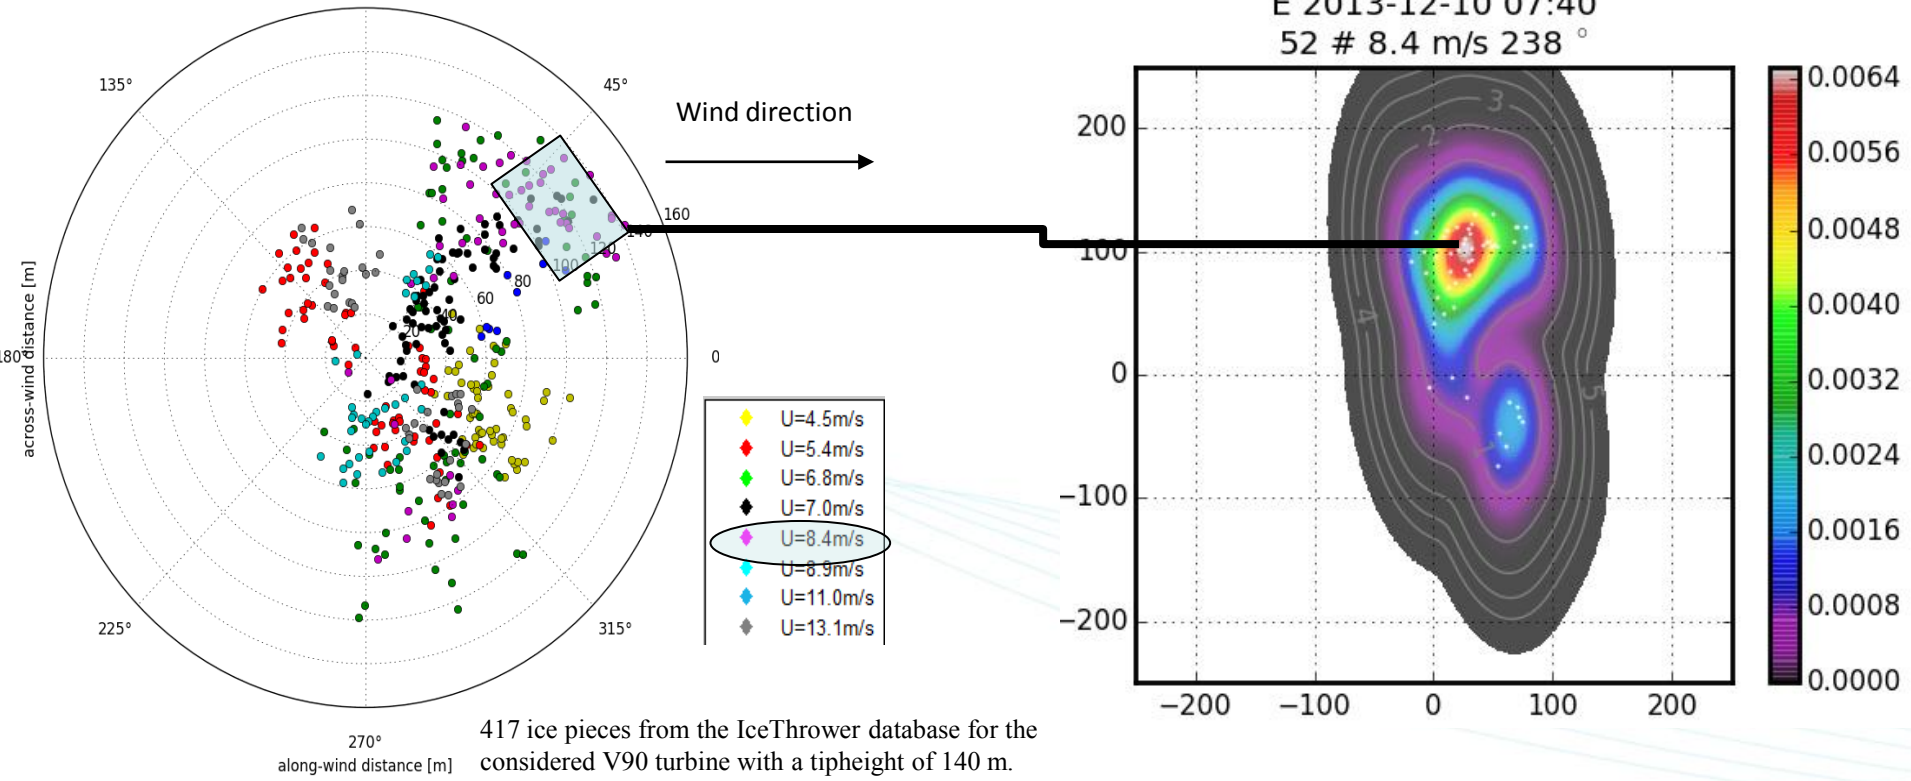 135°
45°
Wind direction
160
140
120
100
80
60
40
20
180°
0
across-wind distance [m]
225°
315°
270°
along-wind distance [m]
U=4.5m/s
U=5.4m/s
U=6.8m/s
U=7.0m/s
U=8.4m/s
U=8.9m/s
U=11.0m/s
U=13.1m/s
417 ice pieces from the IceThrower database for the
considered V90 turbine with a tipheight of 140 m.
E 2013-12-10 07:40
52 # 8.4 m/s 238 °
200
100
0
−100
−200
−200 −100 0 100 200
3
2
4
5
1
0.0064
0.0056
0.0048
0.0040
0.0032
0.0024
0.0016
0.0008
0.0000